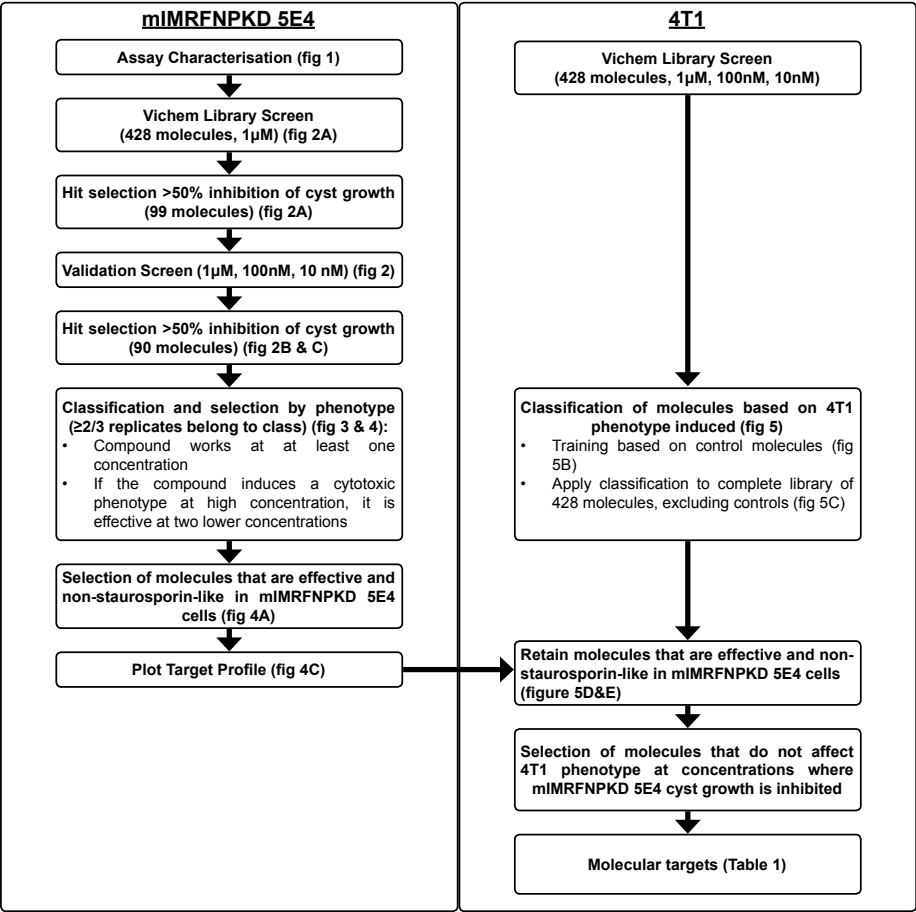 mIMRFNPKD 5E4
Assay Characterisation (fig 1)
Vichem Library Screen
(428 molecules, 1µM) (fig 2A)
Hit selection >50% inhibition of cyst growth
(99 molecules) (fig 2A)
Validation Screen (1µM, 100nM, 10 nM) (fig 2)
Hit selection >50% inhibition of cyst growth
(90 molecules) (fig 2B & C)
Classification and selection by phenotype
(≥2/3 replicates belong to class) (fig 3 & 4):
• Compound works at at least one
concentration
• If the compound induces a cytotoxic
phenotype at high concentration, it is
effective at two lower concentrations
Selection of molecules that are effective and
non-staurosporin-like in mIMRFNPKD 5E4
cells (fig 4A)
Plot Target Profile (fig 4C)
4T1
Vichem Library Screen
(428 molecules, 1µM, 100nM, 10nM)
Classification of molecules based on 4T1
phenotype induced (fig 5)
• Training based on control molecules (fig
5B)
• Apply classification to complete library of
428 molecules, excluding controls (fig 5C)
Retain molecules that are effective and non-
staurosporin-like in mIMRFNPKD 5E4 cells
(figure 5D&E)
Selection of molecules that do not affect
4T1 phenotype at concentrations where
mIMRFNPKD 5E4 cyst growth is inhibited
Molecular targets (Table 1)